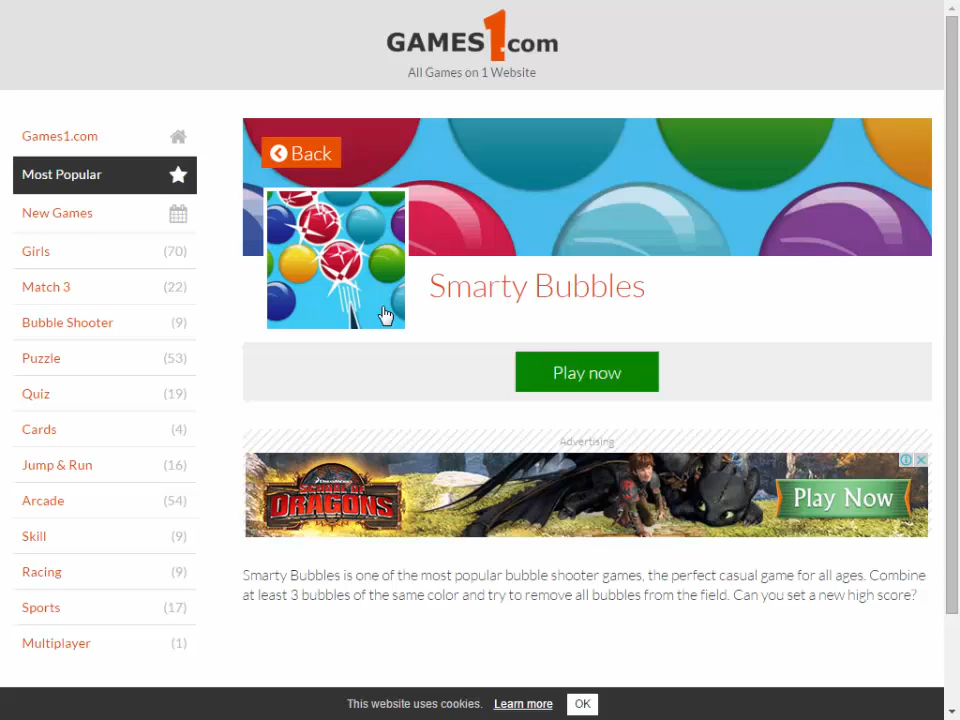 GAMES1.com
All Games on 1 Website
Games1.com
Most Popular
New Games
Girls (70)
Match 3 (22)
Bubble Shooter (9)
Puzzle (53)
Quiz (19)
Cards (4)
Jump & Run (16)
Arcade (54)
Skill (9)
Racing (9)
Sports (17)
Multiplayer (1)
Back
Smarty Bubbles
Play now
Advertising
SCHOOL OF
DRAGONS
Play Now
Smarty Bubbles is one of the most popular bubble shooter games, the perfect casual game for all ages. Combine
at least 3 bubbles of the same color and try to remove all bubbles from the field. Can you set a new high score?
This website uses cookies. Learn more OK